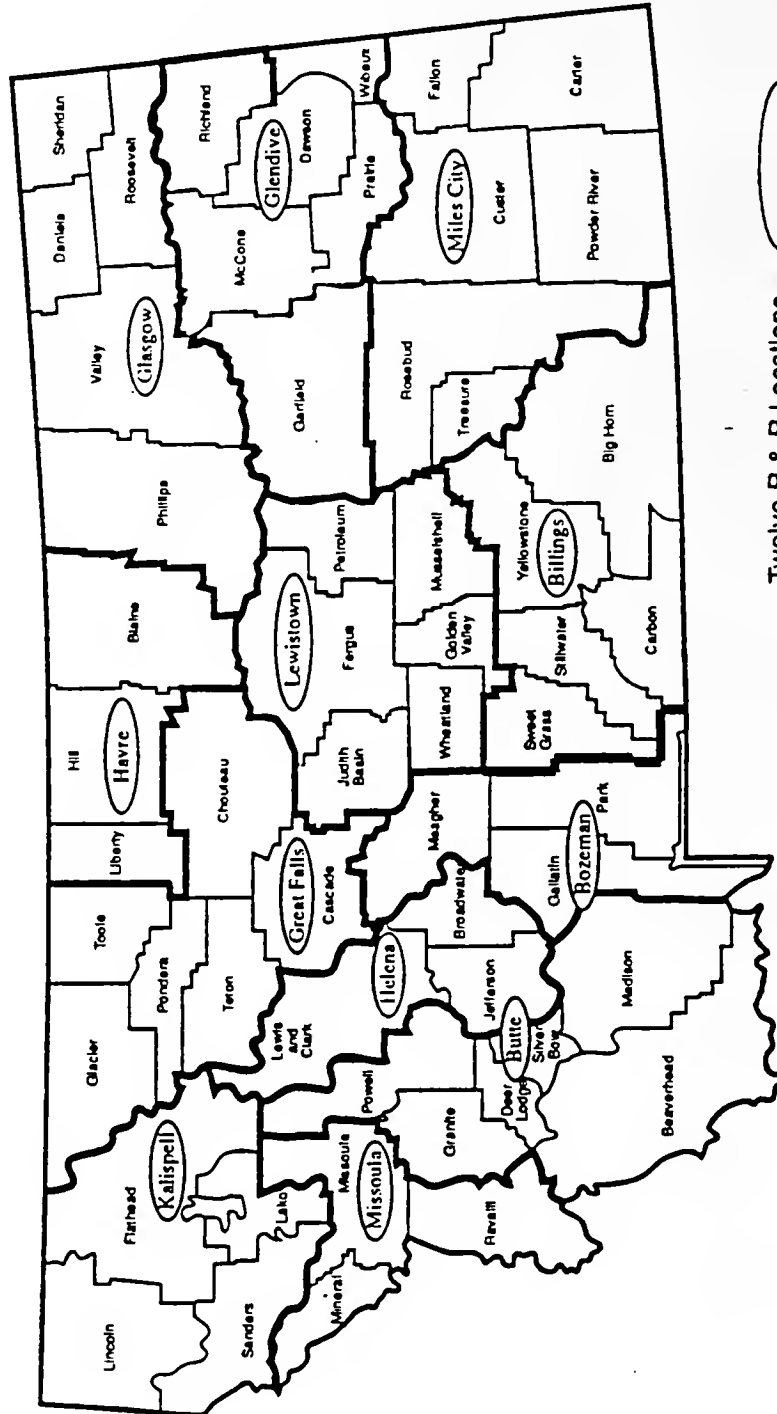 Lincoln
Flathead
Kalispell
Sanders
Lake
Mineral
Missoula
Missoula
Ravalli
Glacier
Toole
Liberty
Hill
Havre
Blaine
Phillips
Valley
Glasgow
Daniels
Sheridan
Roosevelt
Pondera
Teton
Chouteau
Great Falls
Cascade
Lewis
and
Clark
Powell
Helena
Granite
Deer
Lodge
Butte
Silver
Bow
Jefferson
Broadwater
Meagher
Judith
Basin
Lewistown
Fergus
Petroleum
Garfield
McCone
Richland
Glendive
Dawson
Wibaux
Prairie
Wheatland
Golden
Valley
Musselshell
Rosebud
Treasure
Miles City
Custer
Fallon
Carter
Powder River
Beaverhead
Madison
Gallatin
Bozeman
Park
Sweet
Grass
Stillwater
Yellowstone
Billings
Carbon
Big Horn